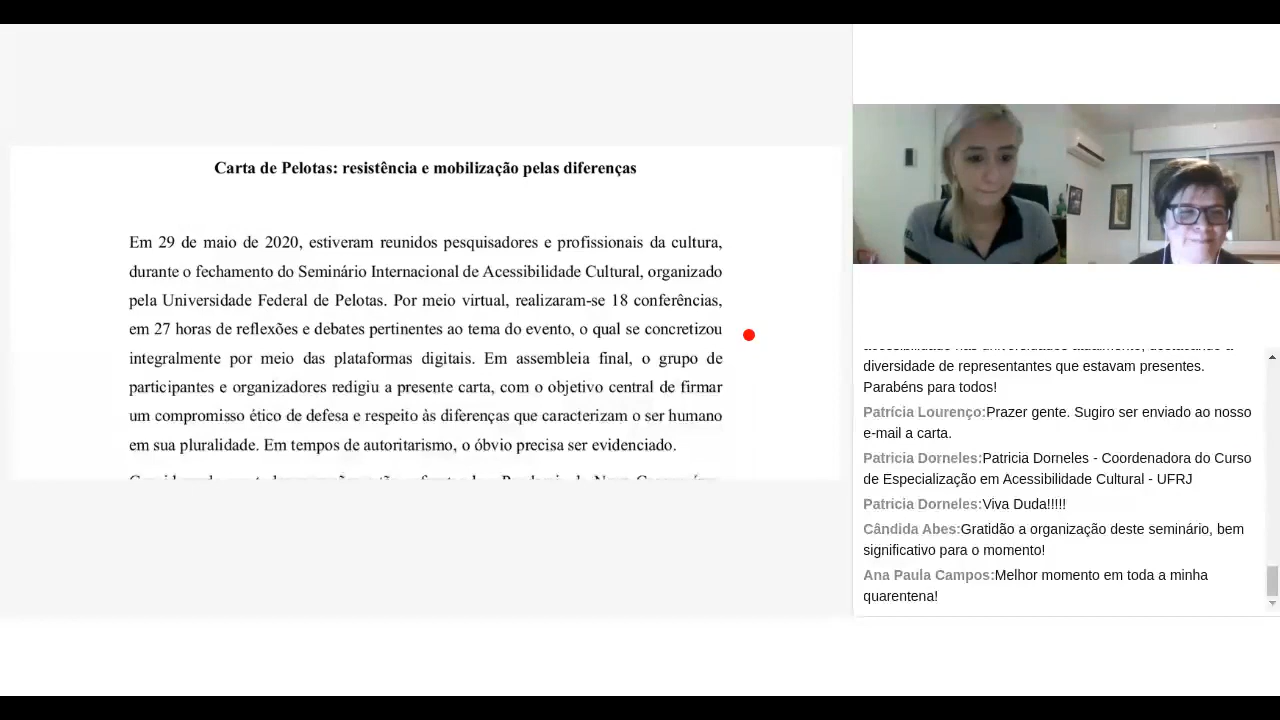 Carta de Pelotas: resistência e mobilização pelas diferenças
Em 29 de maio de 2020, estiveram reunidos pesquisadores e profissionais da cultura,
durante o fechamento do Seminário Internacional de Acessibilidade Cultural, organizado
pela Universidade Federal de Pelotas. Por meio virtual, realizaram-se 18 conferências,
em 27 horas de reflexões e debates pertinentes ao tema do evento, o qual se concretizou
integralmente por meio das plataformas digitais. Em assembleia final, o grupo de
participantes e organizadores redigiu a presente carta, com o objetivo central de firmar
um compromisso ético de defesa e respeito às diferenças que caracterizam o ser humano
em sua pluralidade. Em tempos de autoritarismo, o óbvio precisa ser evidenciado.
diversidade de representantes que estavam presentes.
Parabéns para todos!
Patrícia Lourenço:Prazer gente. Sugiro ser enviado ao nosso
e-mail a carta.
Patricia Dorneles:Patricia Dorneles - Coordenadora do Curso
de Especialização em Acessibilidade Cultural - UFRJ
Patricia Dorneles:Viva Duda!!!!!
Cândida Abes:Gratidão a organização deste seminário, bem
significativo para o momento!
Ana Paula Campos:Melhor momento em toda a minha
quarentena!